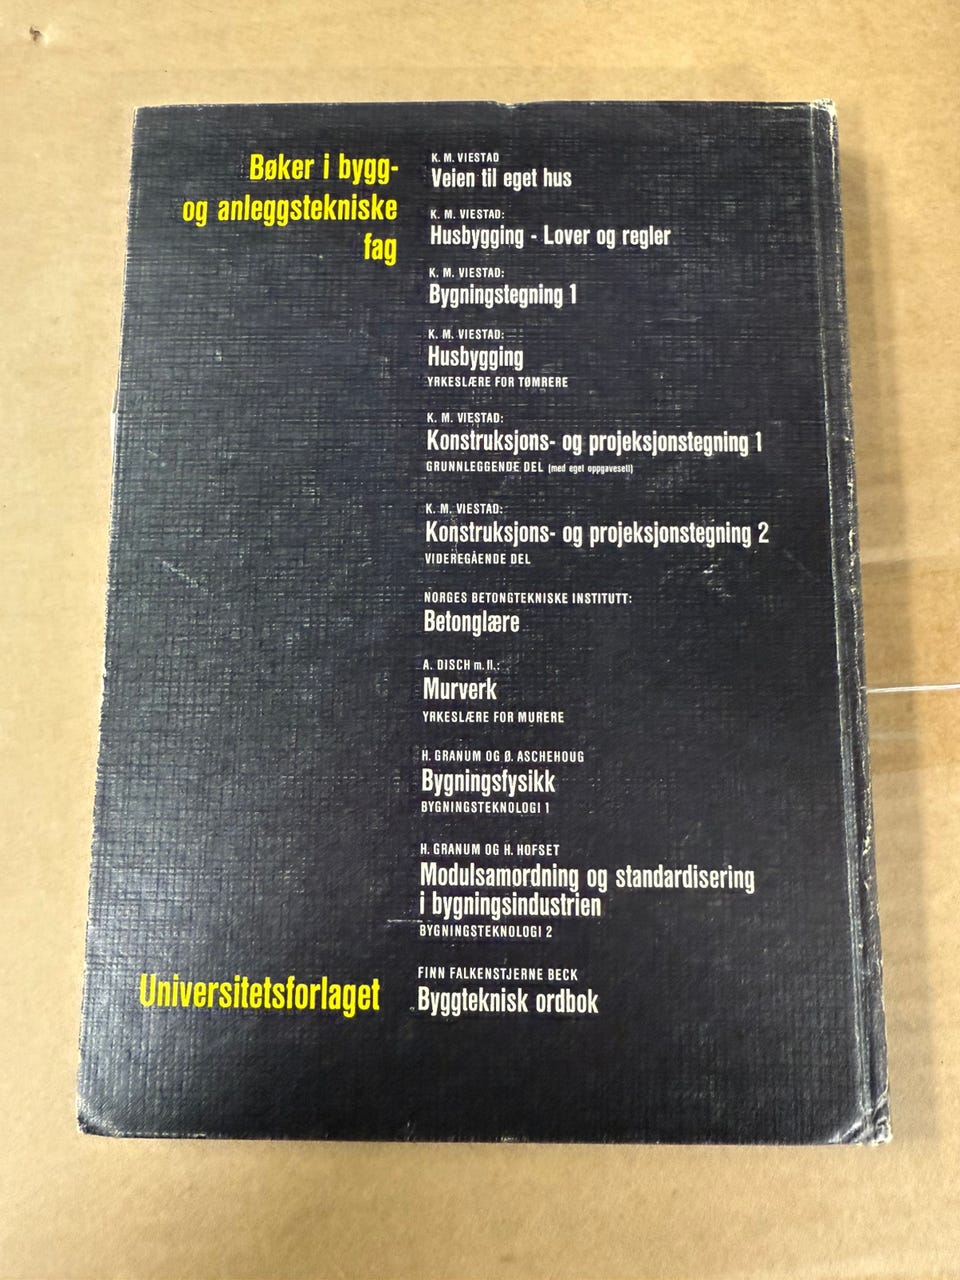 Bøker i bygg-
og anleggstekniske
fag
K. M. VIESTAD
Veien til eget hus
K. M. VIESTAD:
Husbygging - Lover og regler
K. M. VIESTAD:
Bygningstegning 1
K. M. VIESTAD:
Husbygging
YRKESLÆRE FOR TØMRERE
K. M. VIESTAD:
Konstruksjons- og projeksjonstegning 1
GRUNNLEGGENDE DEL (med eget oppgavesett)
K. M. VIESTAD:
Konstruksjons- og projeksjonstegning 2
VIDEREGÅENDE DEL
NORGES BETONGTEKNISKE INSTITUTT:
Betonglære
A. DISCH m. fl.:
Murverk
YRKESLÆRE FOR MURERE
H. GRANUM OG Ø. ASCHEHOUG
Bygningsfysikk
BYGNINGSTEKNOLOGI 1
H. GRANUM OG H. HOFSET
Modulsamordning og standardisering
i bygningsindustrien
BYGNINGSTEKNOLOGI 2
FINN FALKENSTJERNE BECK
Byggteknisk ordbok
Universitetsforlaget